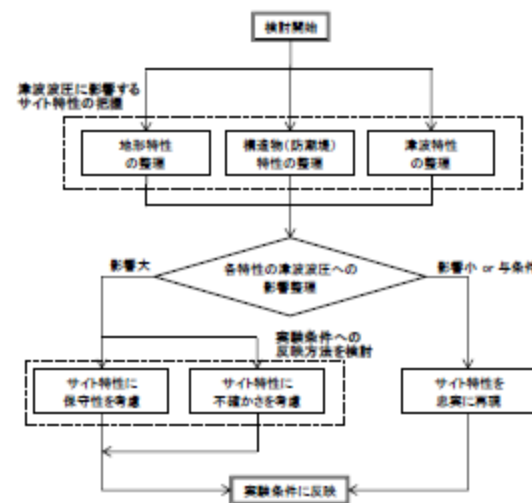 検討開始
津波波圧に影響する
サイト特性の把握
地形特性
の整理
構造物(防潮堤)
特性の整理
津波特性
の整理
各特性の津波波圧への
影響整理
影響大
影響小 or 与条件
実験条件への
反映方法を検討
サイト特性に
保守性を考慮
サイト特性に
不確かさを考慮
サイト特性を
忠実に再現
実験条件に反映